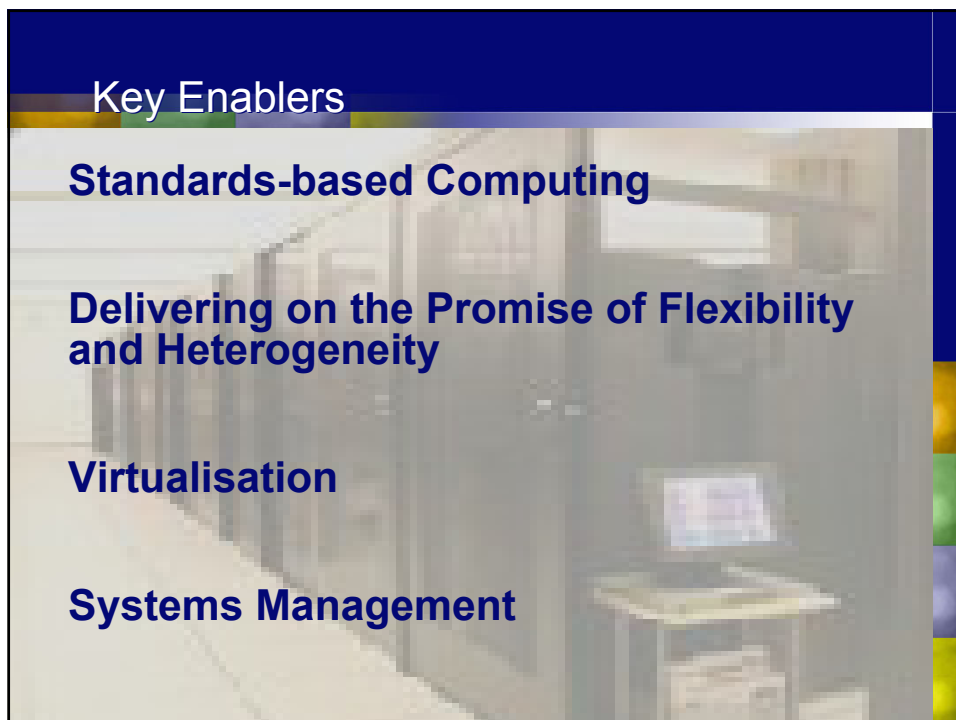 Key Enablers
Standards-based Computing
Delivering on the Promise of Flexibility
and Heterogeneity
Virtualisation
Systems Management